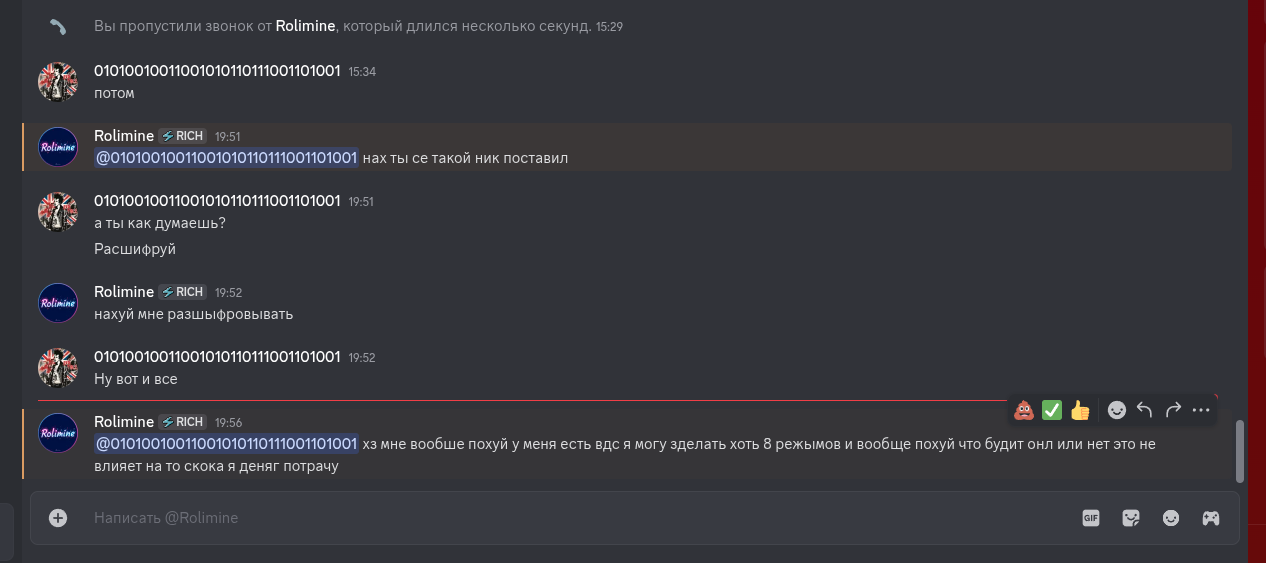 Вы пропустили звонок от Rolimine, который длился несколько секунд. 15:29
01010010011001010110111001101001 15:34
потом
Rolimine RICH 19:51
@01010010011001010110111001101001 нах ты се такой ник поставил
01010010011001010110111001101001 19:51
а ты как думаешь?
Расшифруй
Rolimine RICH 19:52
нахуй мне разшыфровывать
01010010011001010110111001101001 19:52
Ну вот и все
Rolimine RICH 19:56
@01010010011001010110111001101001 хз мне вообще похуй у меня есть вдс я могу зделать хоть 8 режымов и вообще похуй что будит онл или нет это не
влияет на то скока я деняг потрачу
Написать @Rolimine
GIF